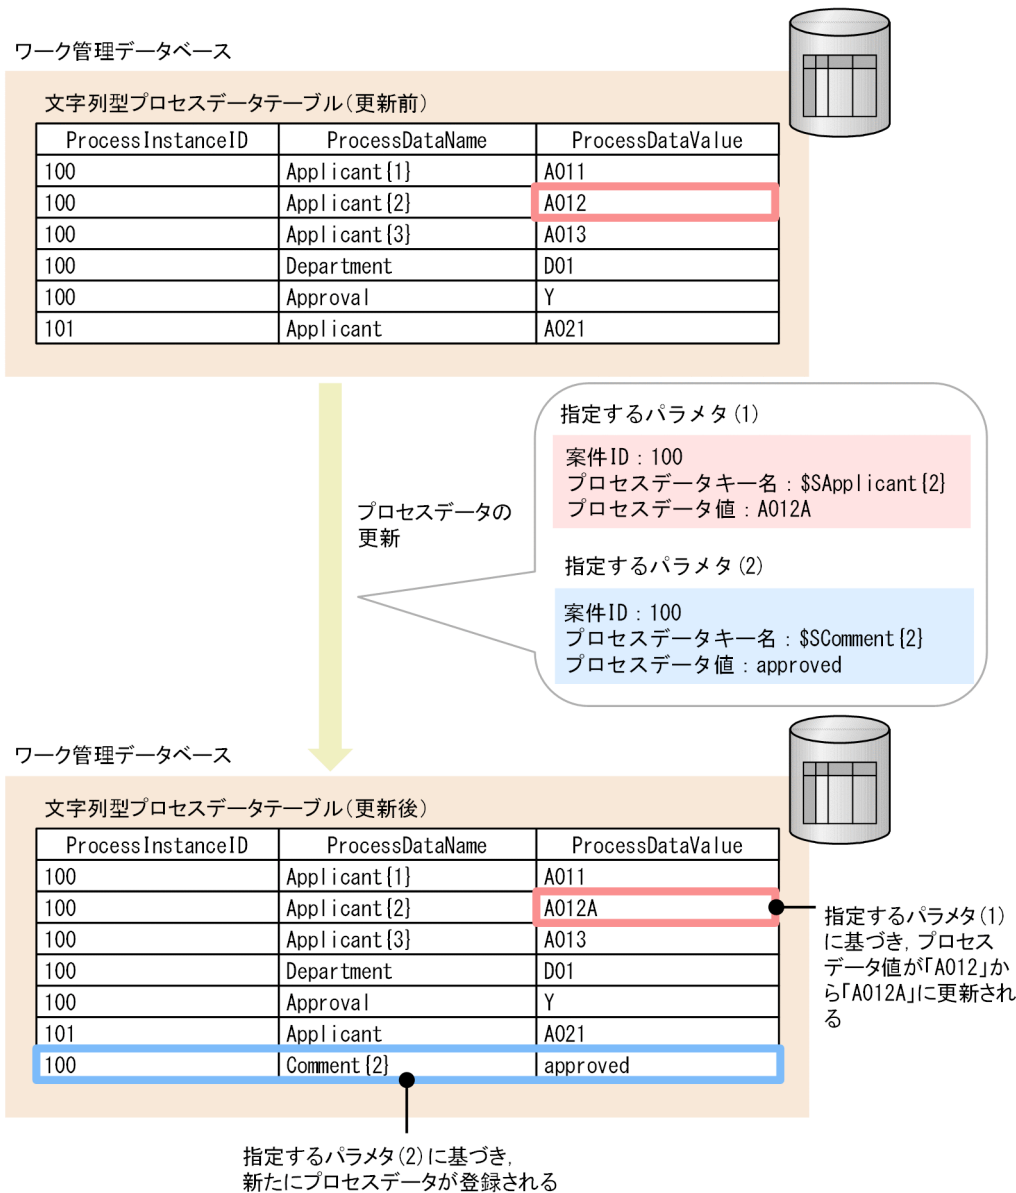 ワーク管理データベース
文字列型プロセスデータテーブル(更新前)
ProcessInstanceID ProcessDataName ProcessDataValue
100 Applicant{1} A011
100 Applicant{2} A012
100 Applicant{3} A013
100 Department D01
100 Approval Y
101 Applicant A021
指定するパラメタ(1)
案件ID:100
プロセスデータキー名:$SApplicant{2}
プロセスデータ値:A012A
プロセスデータの
更新
指定するパラメタ(2)
案件ID:100
プロセスデータキー名:$SComment{2}
プロセスデータ値:approved
ワーク管理データベース
文字列型プロセスデータテーブル(更新後)
ProcessInstanceID ProcessDataName ProcessDataValue
100 Applicant{1} A011
100 Applicant{2} A012A
100 Applicant{3} A013
100 Department D01
100 Approval Y
101 Applicant A021
100 Comment{2} approved
指定するパラメタ(1)
に基づき,プロセス
データ値が「A012」か
ら「A012A」に更新され
る
指定するパラメタ(2)に基づき,
新たにプロセスデータが登録される